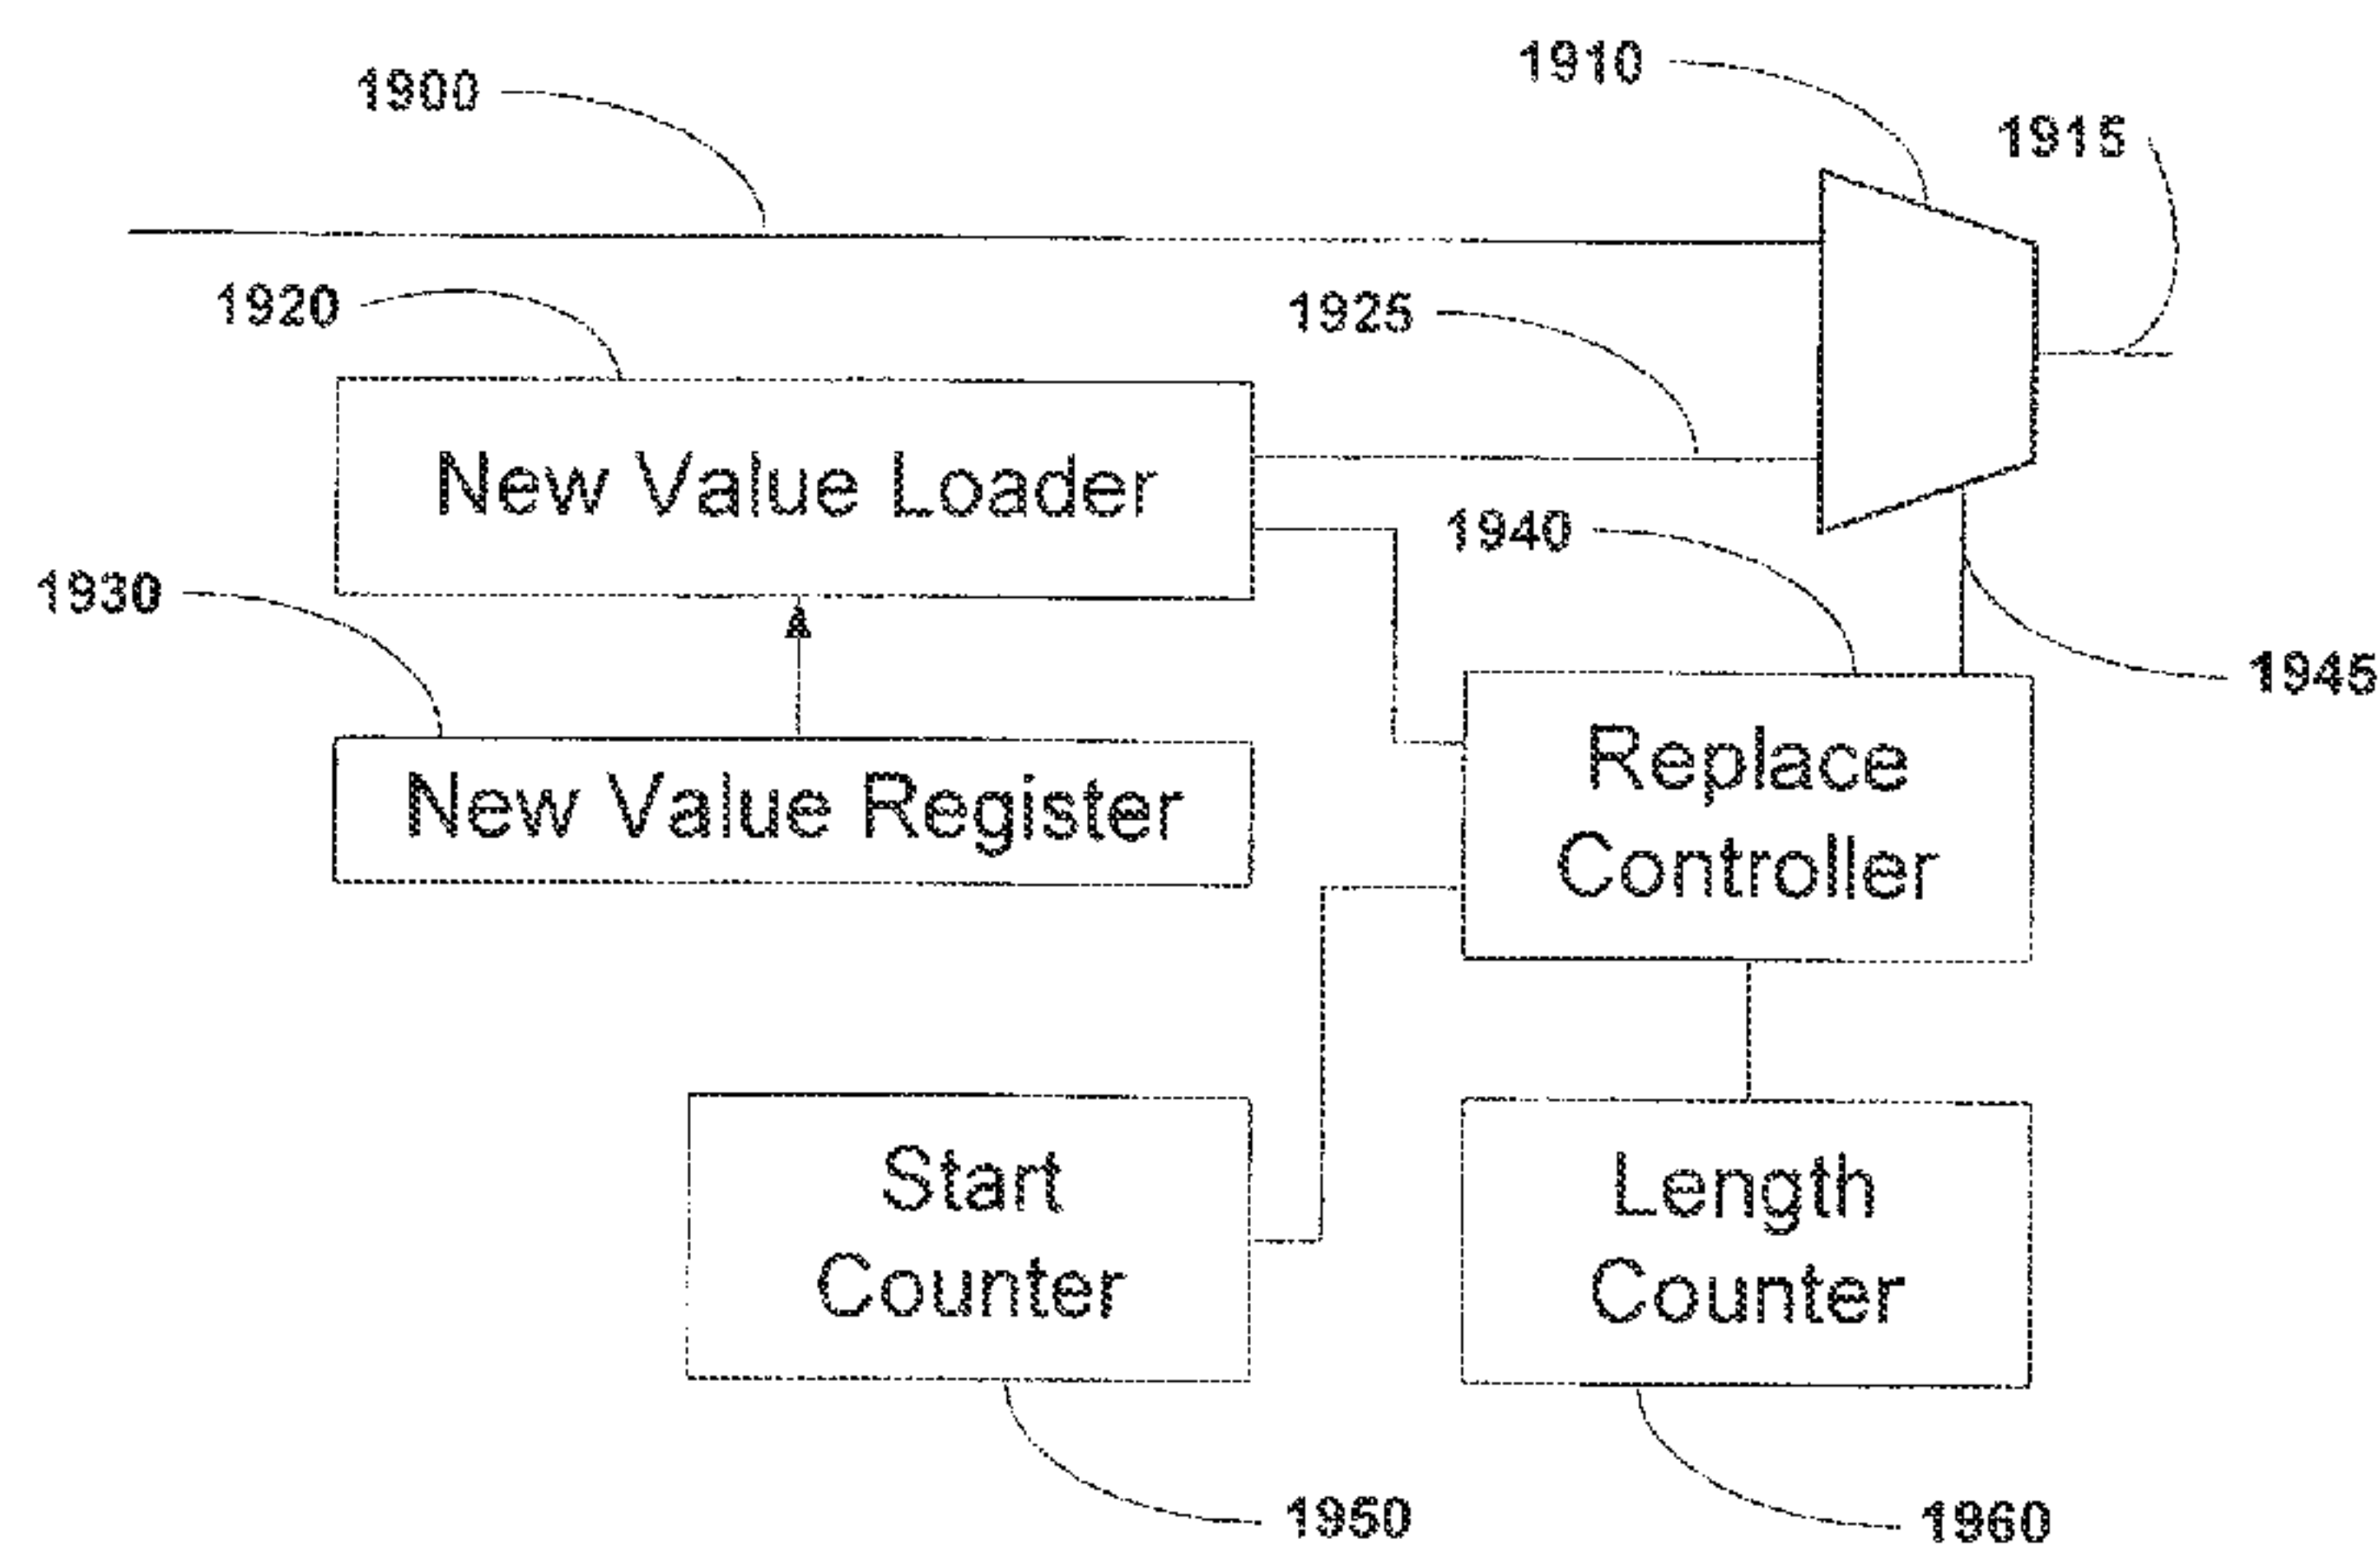 1900
1910
1915
1920
1925
New Value Loader
1940
1930
1945
New Value Register
Replace
Controller
Start
Counter
Length
Counter
1950
1960